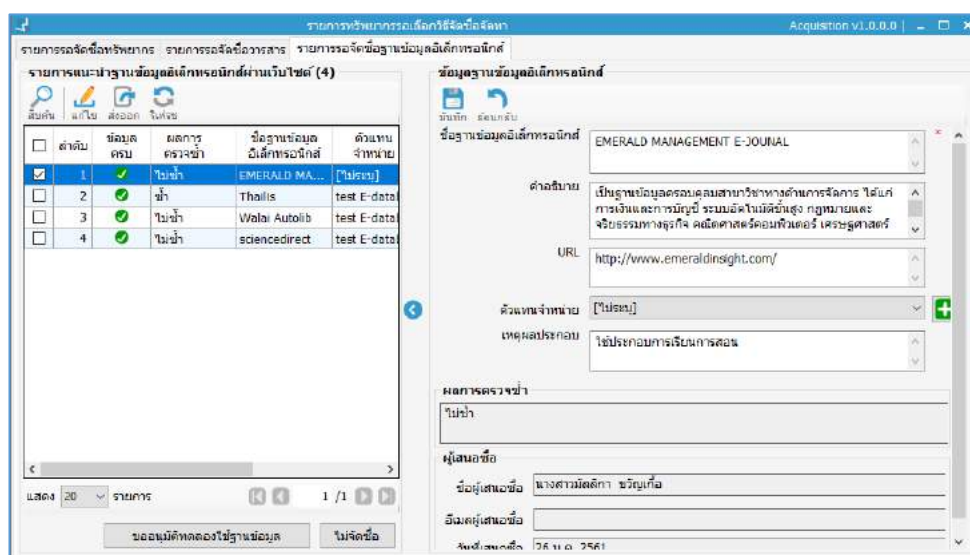 รายการทรัพยากรรอเลือกวิธีจัดซื้อจัดหา
Acquisition v1.0.0.0
รายการรอจัดซื้อทรัพยากร รายการรอจัดซื้อวารสาร รายการรอจัดซื้อฐานข้อมูลอิเล็กทรอนิกส์
รายการแนะนำฐานข้อมูลอิเล็กทรอนิกส์ผ่านเว็บไซต์ (4)
สืบค้น แก้ไข ส่งออก
ลำดับ ข้อมูลครบ ผลการตรวจซ้ำ ชื่อฐานข้อมูลอิเล็กทรอนิกส์ ตัวแทนจำหน่าย
1 ไม่ซ้ำ EMERALD MA... [ไม่ระบุ]
2 ซ้ำ Thailis test E-datal
3 ไม่ซ้ำ Walai Autolib test E-datal
4 ไม่ซ้ำ sciencedirect test E-datal
แสดง 20 รายการ 1 /1
ขออนุมัติทดลองใช้ฐานข้อมูล ไม่จัดซื้อ
ข้อมูลฐานข้อมูลอิเล็กทรอนิกส์
บันทึก ย้อนกลับ
ชื่อฐานข้อมูลอิเล็กทรอนิกส์ EMERALD MANAGEMENT E-JOUNAL *
คำอธิบาย เป็นฐานข้อมูลครอบคลุมสาขาวิชาทางด้านการจัดการ ได้แก่
การเงินและการบัญชี ระบบอัตโนมัติขั้นสูง กฎหมายและ
จริยธรรมทางธุรกิจ คณิตศาสตร์คอมพิวเตอร์ เศรษฐศาสตร์
URL http://www.emeraldinsight.com/
ตัวแทนจำหน่าย [ไม่ระบุ]
เหตุผลประกอบ ใช้ประกอบการเรียนการสอน
ผลการตรวจซ้ำ
ไม่ซ้ำ
ผู้เสนอชื่อ
ชื่อผู้เสนอชื่อ นางสาวมัลลิกา ขวัญเกื้อ
อีเมลผู้เสนอชื่อ
วันที่เสนอชื่อ 26 ม.ค. 2561